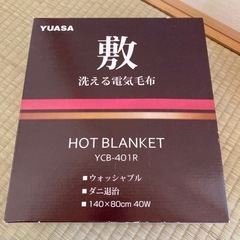 YUASA
敷
洗える電気毛布
HOT BLANKET
YCB-401R
■ウォッシャブル
■ダニ退治
■140×80cm 40W